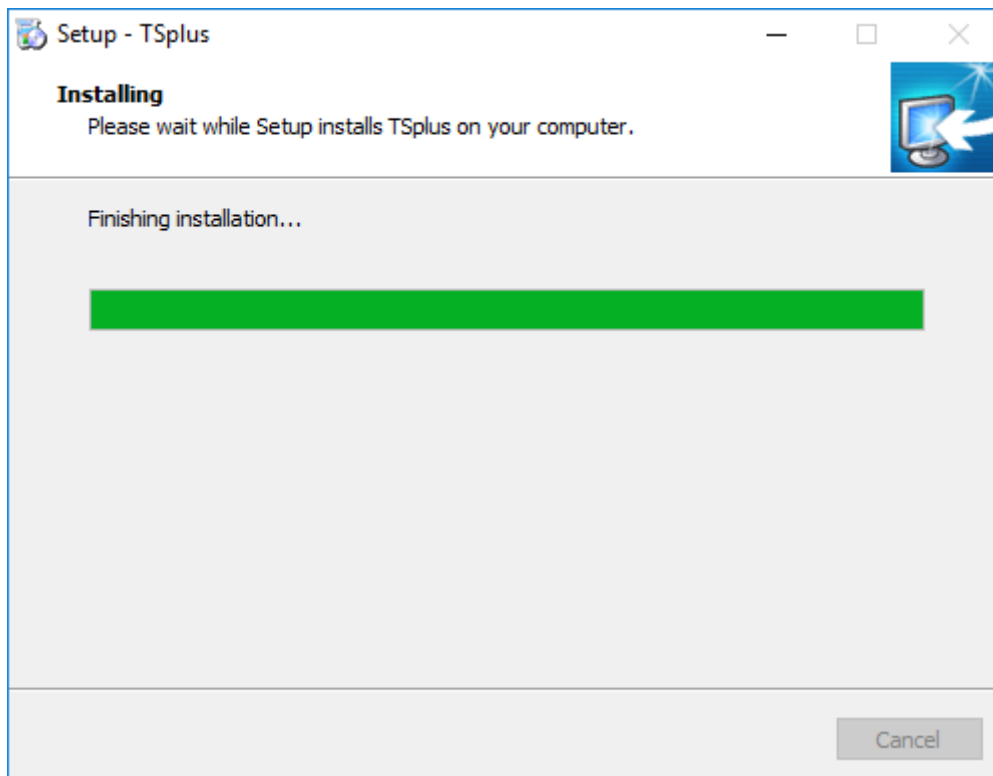 Setup - TSplus
Installing
Please wait while Setup installs TSplus on your computer.
Finishing installation...
Cancel